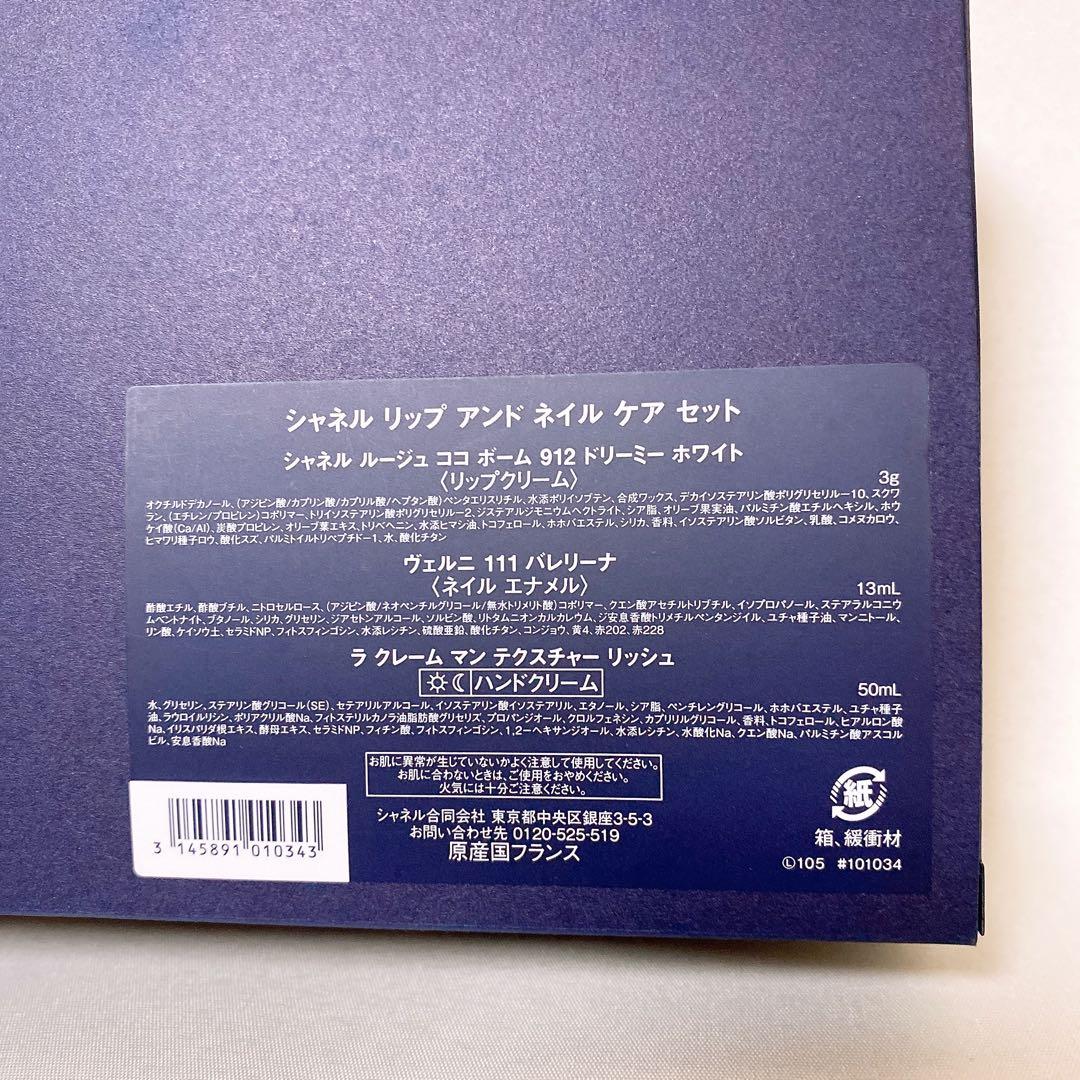 シャネル リップ アンド ネイル ケア セット
シャネル ルージュ ココ ボーム 912 ドリーミー ホワイト
〈リップクリーム〉 3g
オクチルドデカノール、(アジピン酸/カプリン酸/カプリル酸/ヘプタン酸)ペンタエリスリチル、水添ポリイソブテン、合成ワックス、デカイソステアリン酸ポリグリセリル-10、スクワ
ラン、(エチレン/プロピレン)コポリマー、トリイソステアリン酸ポリグリセリル-2、ジステアルジモニウムヘクトライト、シア脂、オリーブ果実油、パルミチン酸エチルヘキシル、ホウ
ケイ酸(Ca/Al)、炭酸プロピレン、オリーブ葉エキス、トリベヘニン、水添ヒマシ油、トコフェロール、ホホバエステル、シリカ、香料、イソステアリン酸ソルビタン、乳酸、コメヌカロウ、
ヒマワリ種子ロウ、酸化スズ、パルミトイルトリペプチド-1、水、酸化チタン
ヴェルニ 111 バレリーナ
〈ネイル エナメル〉 13mL
酢酸エチル、酢酸ブチル、ニトロセルロース、(アジピン酸/ネオペンチルグリコール/無水トリメリト酸)コポリマー、クエン酸アセチルトリブチル、イソプロパノール、ステアラルコニウ
ムベントナイト、ブタノール、シリカ、グリセリン、ジアセトンアルコール、ソルビン酸、リトタムニオンカルカレウム、ジ安息香酸トリメチルペンタンジイル、ユチャ種子油、マンニトール、
リン酸、ケイソウ土、セラミドNP、フィトスフィンゴシン、水添レシチン、硫酸亜鉛、酸化チタン、コンジョウ、黄4、赤202、赤228
ラ クレーム マン テクスチャー リッシュ
ハンドクリーム 50mL
水、グリセリン、ステアリン酸グリコール(SE)、セテアリルアルコール、イソステアリン酸イソステアリル、エタノール、シア脂、ペンチレングリコール、ホホバエステル、ユチャ種子
油、ラウロイルリシン、ポリアクリル酸Na、フィトステリルカノラ油脂肪酸グリセリズ、プロパンジオール、クロルフェネシン、カプリリルグリコール、香料、トコフェロール、ヒアルロン酸
Na、イリスパリダ根エキス、酵母エキス、セラミドNP、フィチン酸、フィトスフィンゴシン、1,2-ヘキサンジオール、水添レシチン、水酸化Na、クエン酸Na、パルミチン酸アスコル
ビル、安息香酸Na
お肌に異常が生じていないかよく注意して使用してください。
お肌に合わないときは、ご使用をおやめください。
火気には十分ご注意ください。
シャネル合同会社 東京都中央区銀座3-5-3
お問い合わせ先 0120-525-519
原産国フランス
3 145891 010343
紙
箱、緩衝材
Ⓛ105 #101034